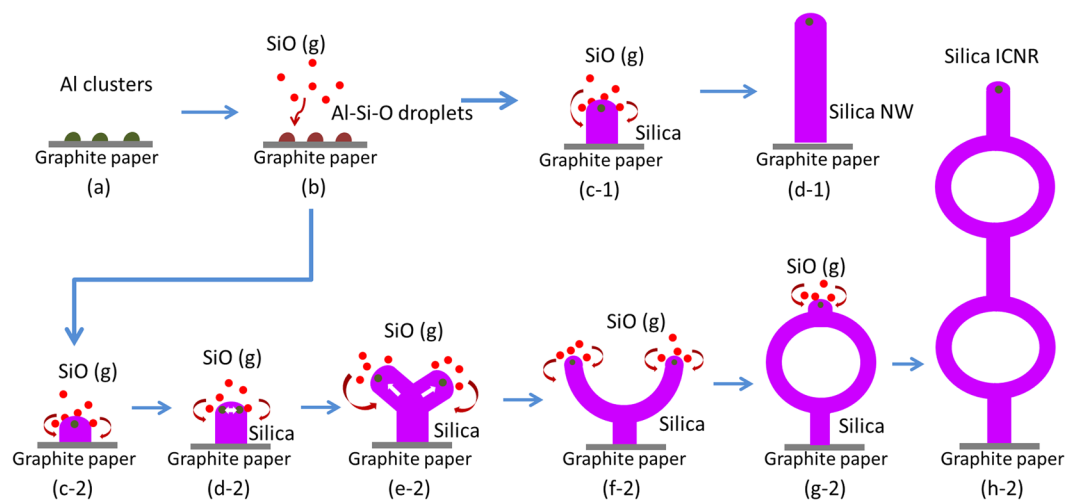 Al clusters
Graphite paper
(a)
SiO (g)
Al-Si-O droplets
Graphite paper
(b)
SiO (g)
Silica
Graphite paper
(c-1)
Silica NW
Graphite paper
(d-1)
SiO (g)
Graphite paper
(c-2)
SiO (g)
Silica
Graphite paper
(d-2)
SiO (g)
Silica
Graphite paper
(e-2)
SiO (g)
Silica
Graphite paper
(f-2)
SiO (g)
Silica
Graphite paper
(g-2)
Silica ICNR
Graphite paper
(h-2)